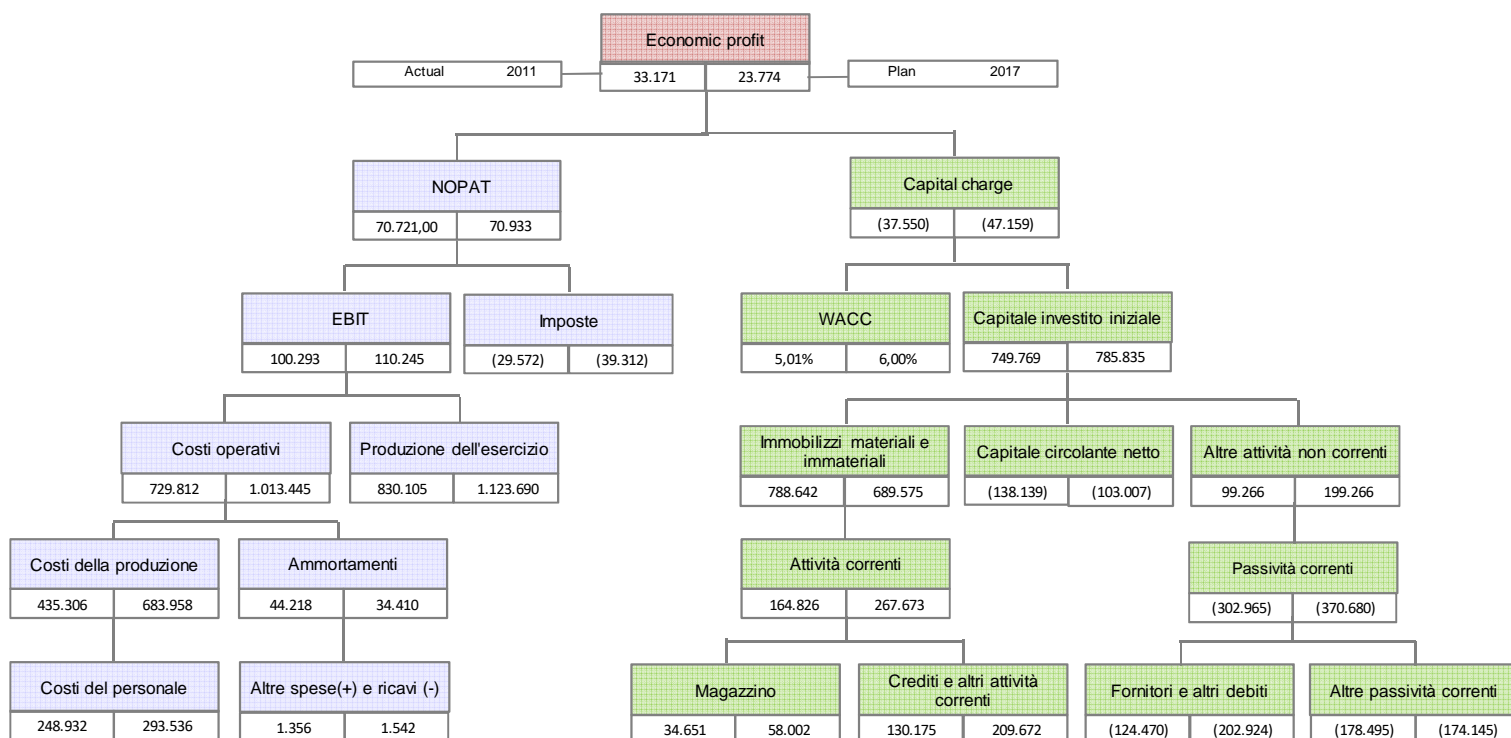 Economic profit
Actual 2011
33.171 23.774
Plan 2017
NOPAT
70.721,00 70.933
Capital charge
(37.550) (47.159)
EBIT
100.293 110.245
Imposte
(29.572) (39.312)
WACC
5,01% 6,00%
Capitale investito iniziale
749.769 785.835
Costi operativi
729.812 1.013.445
Produzione dell'esercizio
830.105 1.123.690
Immobilizzi materiali e
immateriali
788.642 689.575
Capitale circolante netto
(138.139) (103.007)
Altre attività non correnti
99.266 199.266
Costi della produzione
435.306 683.958
Ammortamenti
44.218 34.410
Attività correnti
164.826 267.673
Passività correnti
(302.965) (370.680)
Costi del personale
248.932 293.536
Altre spese(+) e ricavi (-)
1.356 1.542
Magazzino
34.651 58.002
Crediti e altri attività
correnti
130.175 209.672
Fornitori e altri debiti
(124.470) (202.924)
Altre passività correnti
(178.495) (174.145)